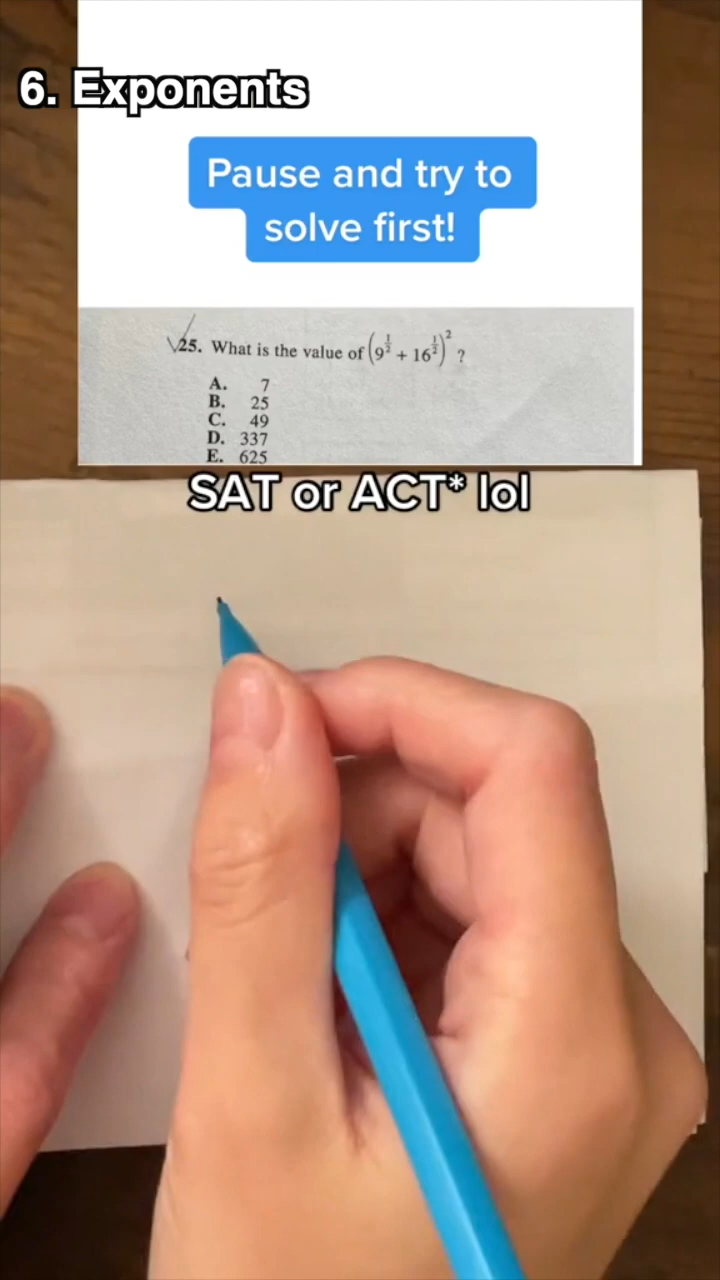 6. Exponents
Pause and try to
solve first!
√25. What is the value of (9^½ + 16^½)² ?
A. 7
B. 25
C. 49
D. 337
E. 625
SAT or ACT* lol